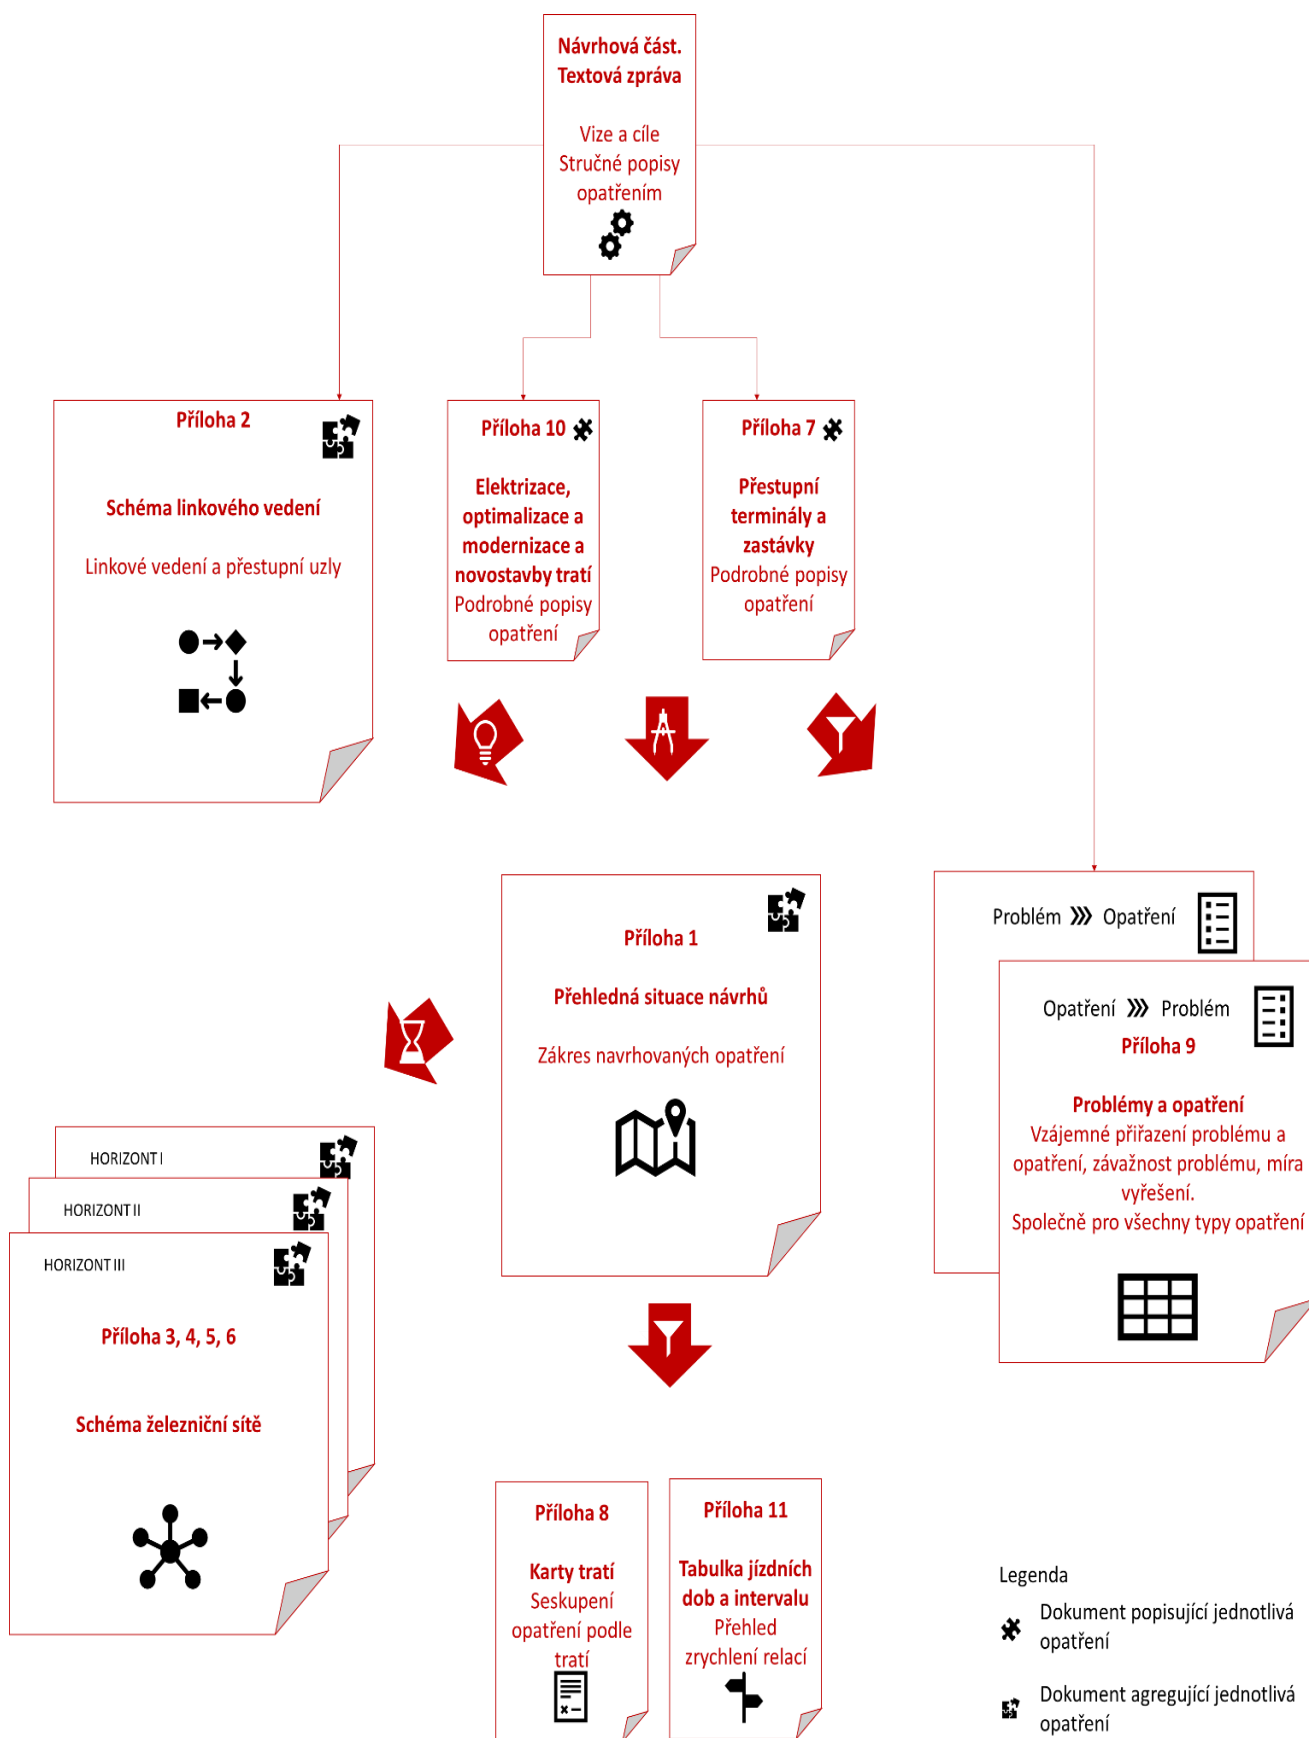 Návrhová část.
Textová zpráva
Vize a cíle
Stručné popisy
opatřením
Příloha 2
Schéma linkového vedení
Linkové vedení a přestupní uzly
Příloha 10
Elektrizace,
optimalizace a
modernizace a
novostavby tratí
Podrobné popisy
opatření
Příloha 7
Přestupní
terminály a
zastávky
Podrobné popisy
opatření
Příloha 1
Přehledná situace návrhů
Zákres navrhovaných opatření
Problém Opatření
Opatření Problém
Příloha 9
Problémy a opatření
Vzájemné přiřazení problému a
opatření, závažnost problému, míra
vyřešení.
Společně pro všechny typy opatření
HORIZONT I
HORIZONT II
HORIZONT III
Příloha 3, 4, 5, 6
Schéma železniční sítě
Příloha 8
Karty tratí
Seskupení
opatření podle
tratí
Příloha 11
Tabulka jízdních
dob a intervalu
Přehled
zrychlení relací
Legenda
Dokument popisující jednotlivá
opatření
Dokument agregující jednotlivá
opatření